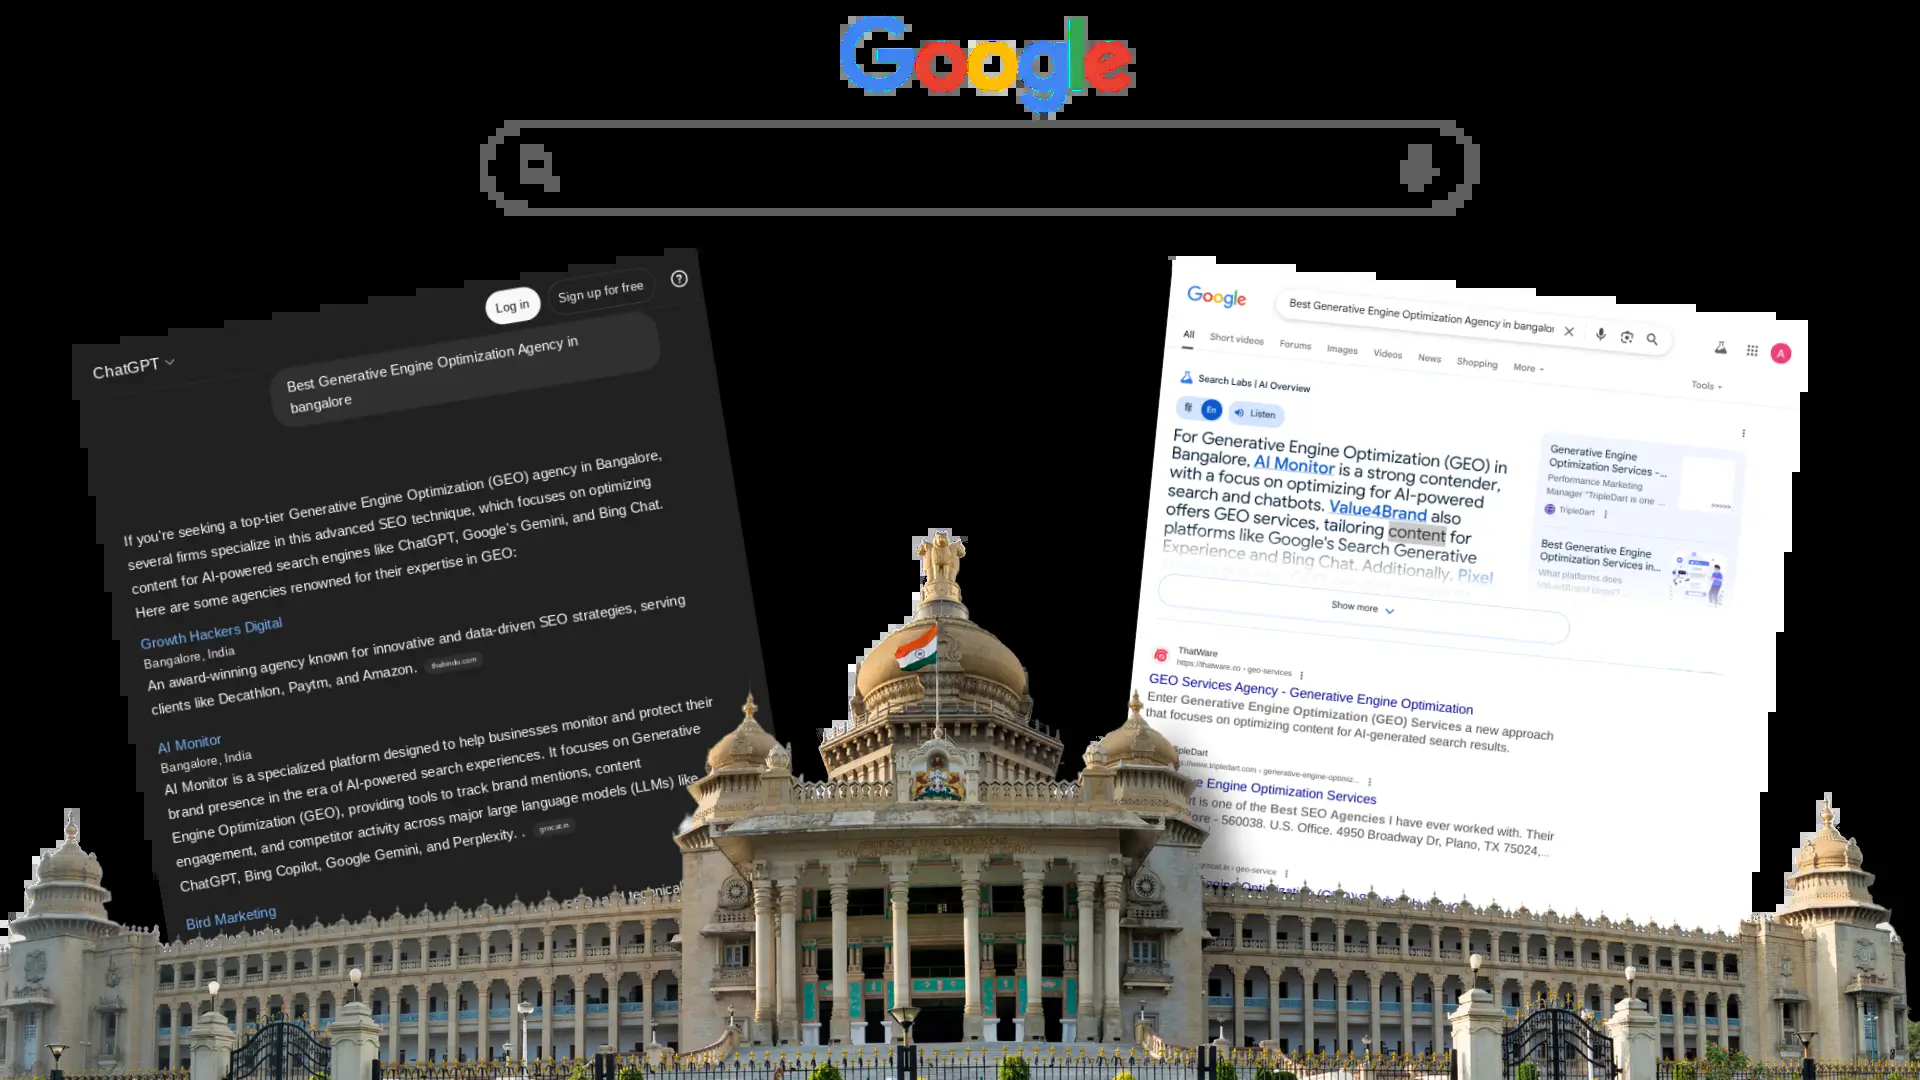 Google
Log in
Sign up for free
ChatGPT
Best Generative Engine Optimization Agency in
bangalore
If you're seeking a top-tier Generative Engine Optimization (GEO) agency in Bangalore,
several firms specialize in this advanced SEO technique, which focuses on optimizing
content for AI-powered search engines like ChatGPT, Google's Gemini, and Bing Chat.
Here are some agencies renowned for their expertise in GEO:
Growth Hackers Digital
Bangalore, India
An award-winning agency known for innovative and data-driven SEO strategies, serving
clients like Decathlon, Paytm, and Amazon. thehindu.com
AI Monitor
Bangalore, India
AI Monitor is a specialized platform designed to help businesses monitor and protect their
brand presence in the era of AI-powered search experiences. It focuses on Generative
Engine Optimization (GEO), providing tools to track brand mentions, content
engagement, and competitor activity across major large language models (LLMs) like
ChatGPT, Bing Copilot, Google Gemini, and Perplexity. . grocat.in
Bird Marketing
technical
Google
Best Generative Engine Optimization Agency in bangalor
A
All
Short videos
Forums
Images
Videos
News
Shopping
More
Tools
Search Labs | AI Overview
En
Listen
For Generative Engine Optimization (GEO) in
Bangalore, AI Monitor is a strong contender,
with a focus on optimizing for AI-powered
search and chatbots. Value4Brand also
offers GEO services, tailoring content for
platforms like Google's Search Generative
Experience and Bing Chat. Additionally, Pixel
Show more
Generative Engine
Optimization Services -...
Performance Marketing
Manager "TripleDart is one ...
TripleDart
Best Generative Engine
Optimization Services in...
What platforms does
Value4Brand target?...
ThatWare
https://thatware.co › geo-services
GEO Services Agency - Generative Engine Optimization
Enter Generative Engine Optimization (GEO) Services a new approach
that focuses on optimizing content for AI-generated search results.
pleDart
s://www.tripledart.com › generative-engine-optimiz...
e Engine Optimization Services
rt is one of the Best SEO Agencies I have ever worked with. Their
ore - 560038. U.S. Office. 4950 Broadway Dr, Plano, TX 75024,...
grocat.in › geo-service